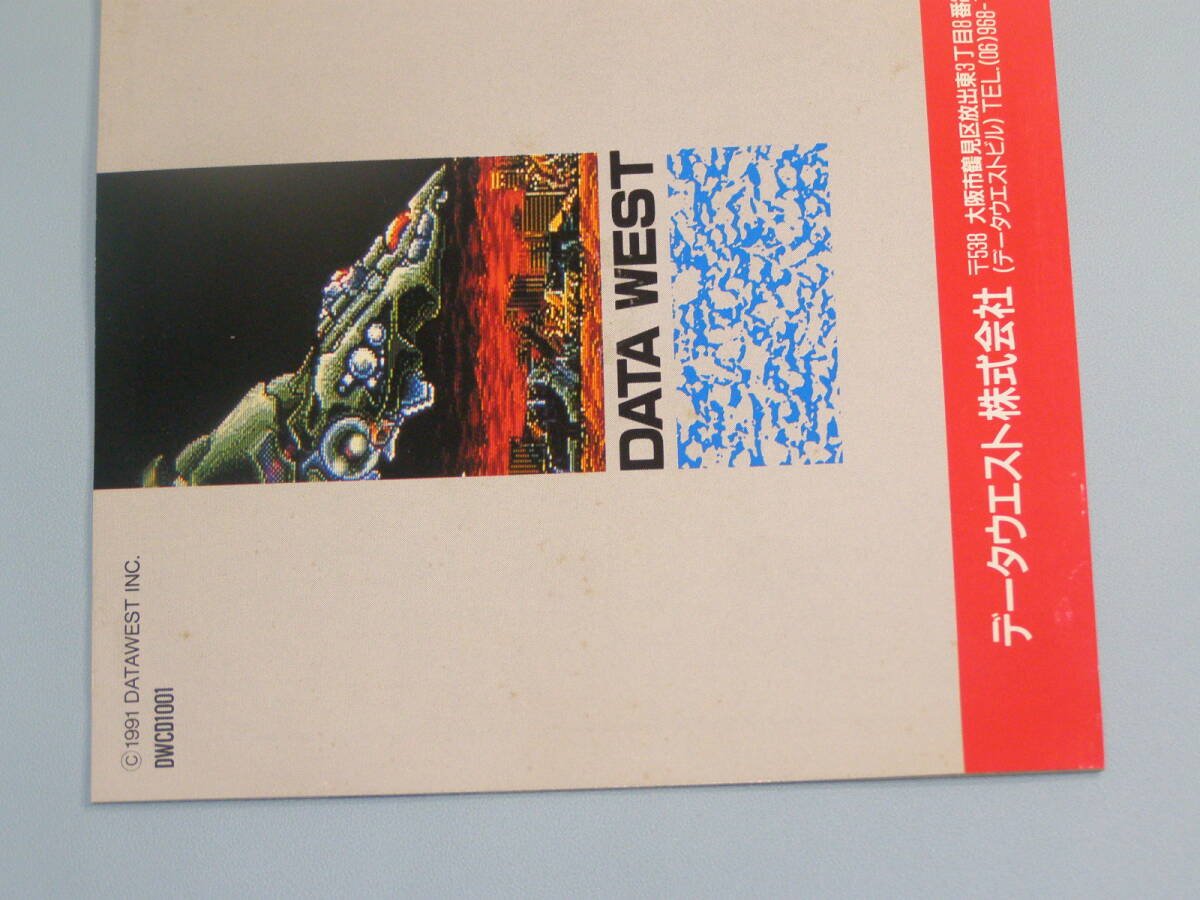 ©1991 DATAWEST INC.
DWCD1001
DATA WEST
データウエスト株式会社
〒538 大阪市鶴見区放出東3丁目8番
(データウエストビル) TEL.(06)968-